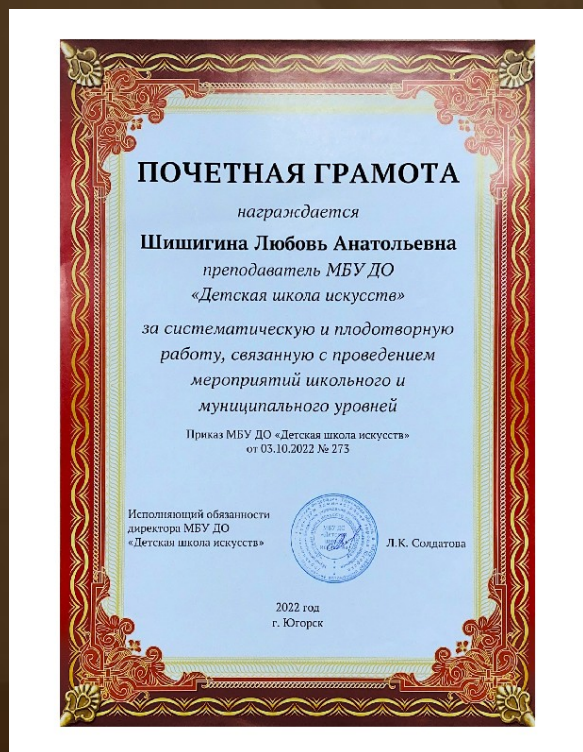 ПОЧЕТНАЯ ГРАМОТА
награждается
Шишигина Любовь Анатольевна
преподаватель МБУ ДО
«Детская школа искусств»
за систематическую и плодотворную
работу, связанную с проведением
мероприятий школьного и
муниципального уровней
Приказ МБУ ДО «Детская школа искусств»
от 03.10.2022 № 273
Исполняющий обязанности
директора МБУ ДО
«Детская школа искусств»
Л.К. Солдатова
2022 год
г. Югорск